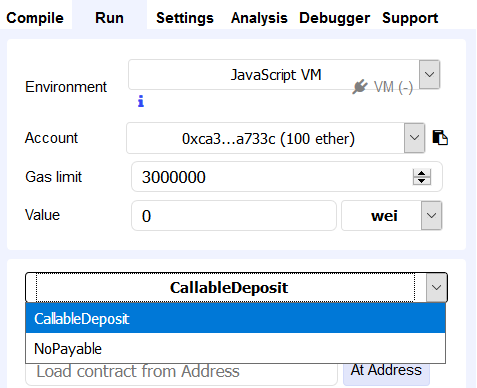 Compile Run Settings Analysis Debugger Support
Environment JavaScript VM VM (-)
i
Account 0xca3...a733c (100 ether)
Gas limit 3000000
Value 0 wei
CallableDeposit
CallableDeposit
NoPayable
Load contract from Address At Address